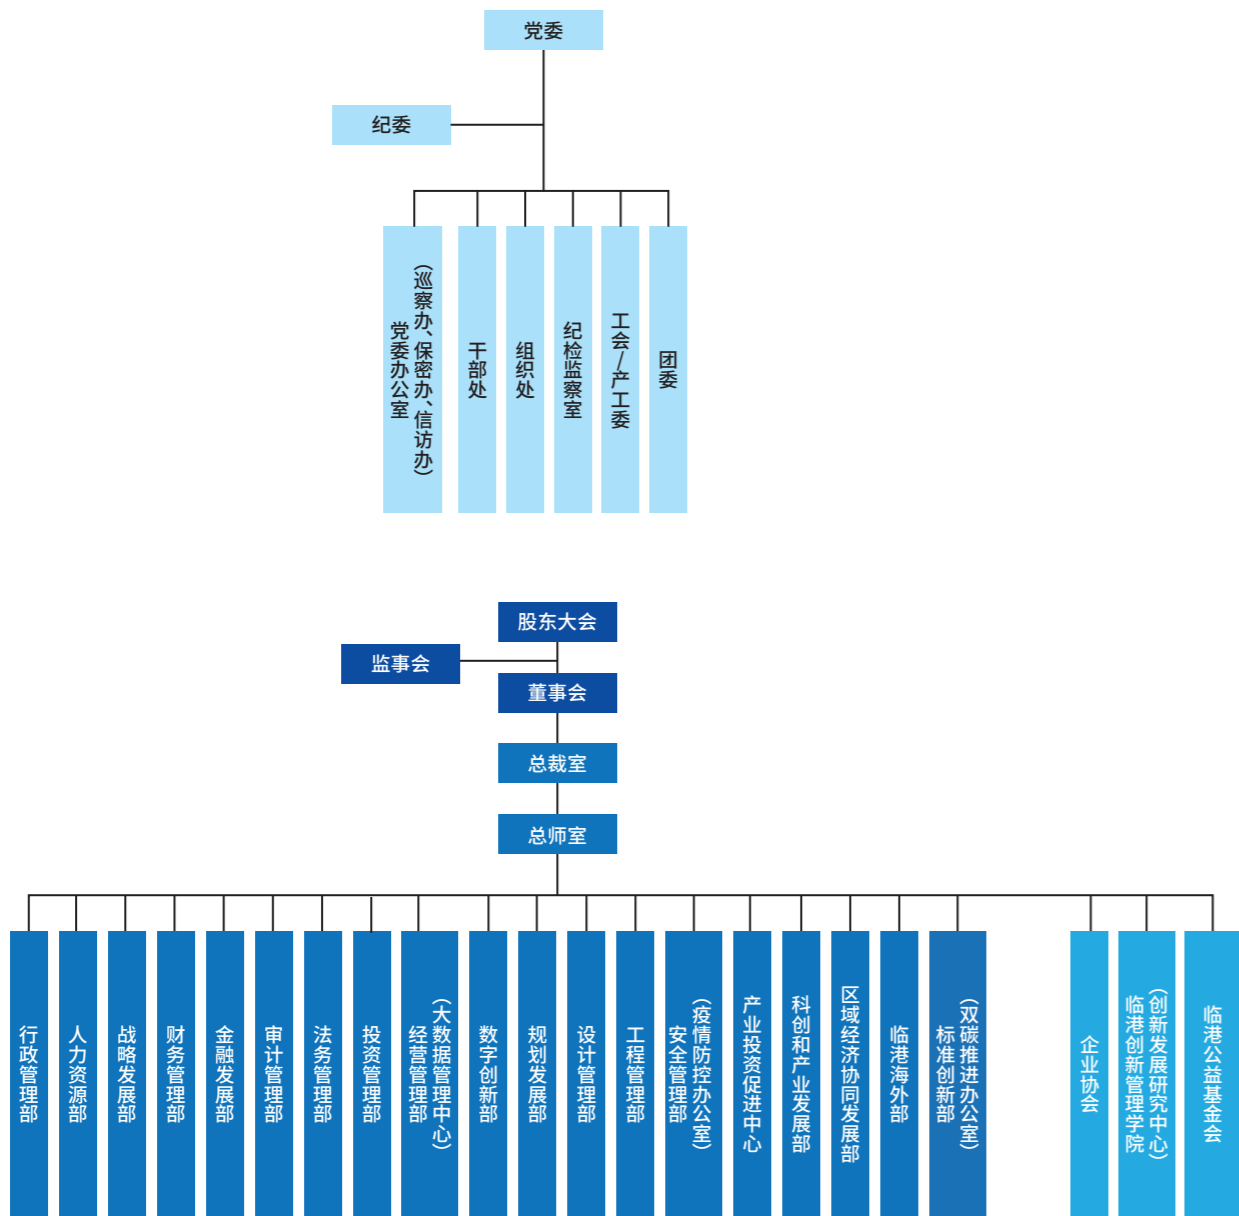 党委
纪委
党委办公室
（巡察办、保密办、信访办）
干部处
组织处
纪检监察室
工会/产工委
团委
股东大会
监事会
董事会
总裁室
总师室
行政管理部
人力资源部
战略发展部
财务管理部
金融发展部
审计管理部
法务管理部
投资管理部
经营管理部
（大数据管理中心）
数字创新部
规划发展部
设计管理部
工程管理部
安全管理部
（疫情防控办公室）
产业投资促进中心
科创和产业发展部
区域经济协同发展部
临港海外部
标准创新部
（双碳推进办公室）
企业协会
临港创新管理学院
（创新发展研究中心）
临港公益基金会